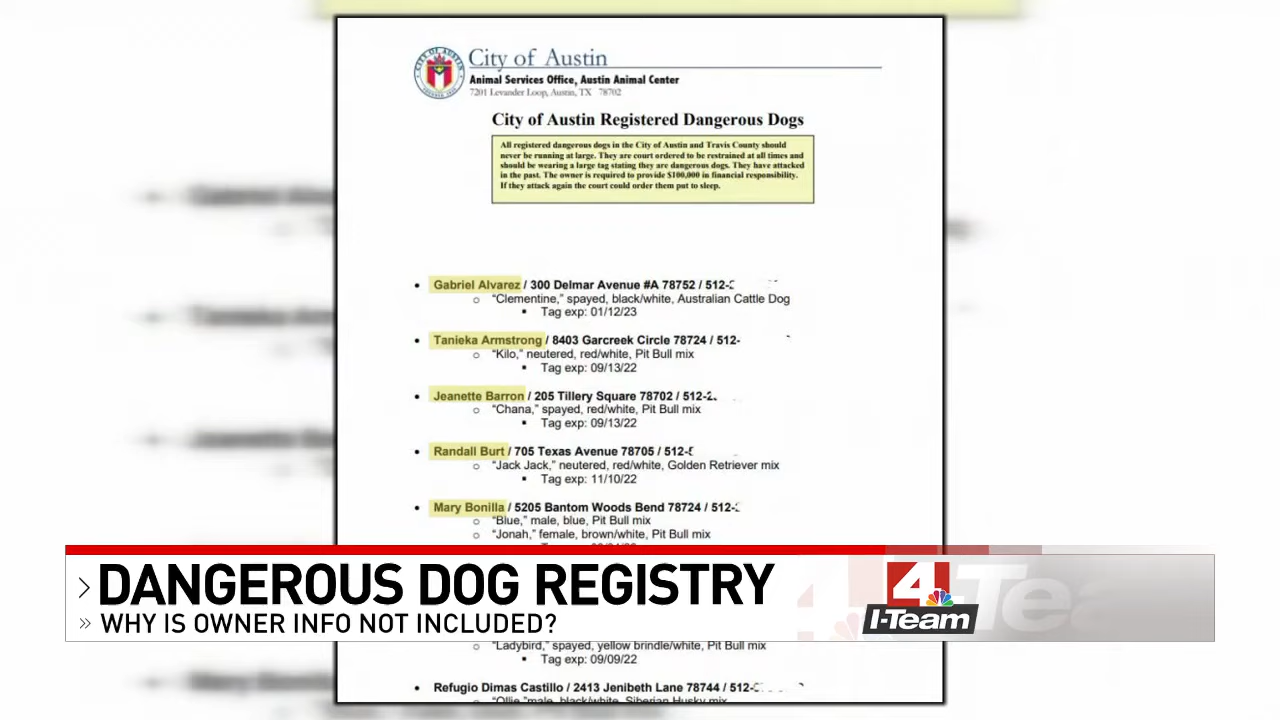 City of Austin
Animal Services Office, Austin Animal Center
7201 Levander Loop, Austin, TX 78702
City of Austin Registered Dangerous Dogs
All registered dangerous dogs in the City of Austin and Travis County should
never be running at large. They are court ordered to be restrained at all times and
should be wearing a large tag stating they are dangerous dogs. They have attacked
in the past. The owner is required to provide $100,000 in financial responsibility.
If they attack again the court could order them put to sleep.
• Gabriel Alvarez / 300 Delmar Avenue #A 78752 / 512-
o "Clementine," spayed, black/white, Australian Cattle Dog
▪ Tag exp: 01/12/23
• Tanieka Armstrong / 8403 Garcreek Circle 78724 / 512-
o "Kilo," neutered, red/white, Pit Bull mix
▪ Tag exp: 09/13/22
• Jeanette Barron / 205 Tillery Square 78702 / 512-2
o "Chana," spayed, red/white, Pit Bull mix
▪ Tag exp: 09/13/22
• Randall Burt / 705 Texas Avenue 78705 / 512-
o "Jack Jack," neutered, red/white, Golden Retriever mix
▪ Tag exp: 11/10/22
• Mary Bonilla / 5205 Bantom Woods Bend 78724 / 512-
o "Blue," male, blue, Pit Bull mix
o "Jonah," female, brown/white, Pit Bull mix
DANGEROUS DOG REGISTRY
» WHY IS OWNER INFO NOT INCLUDED?
4
I-Team
o "Ladybird," spayed, yellow brindle/white, Pit Bull mix
▪ Tag exp: 09/09/22
• Refugio Dimas Castillo / 2413 Jenibeth Lane 78744 / 512-
o "Ollie "male, black/white, Siberian Husky mix